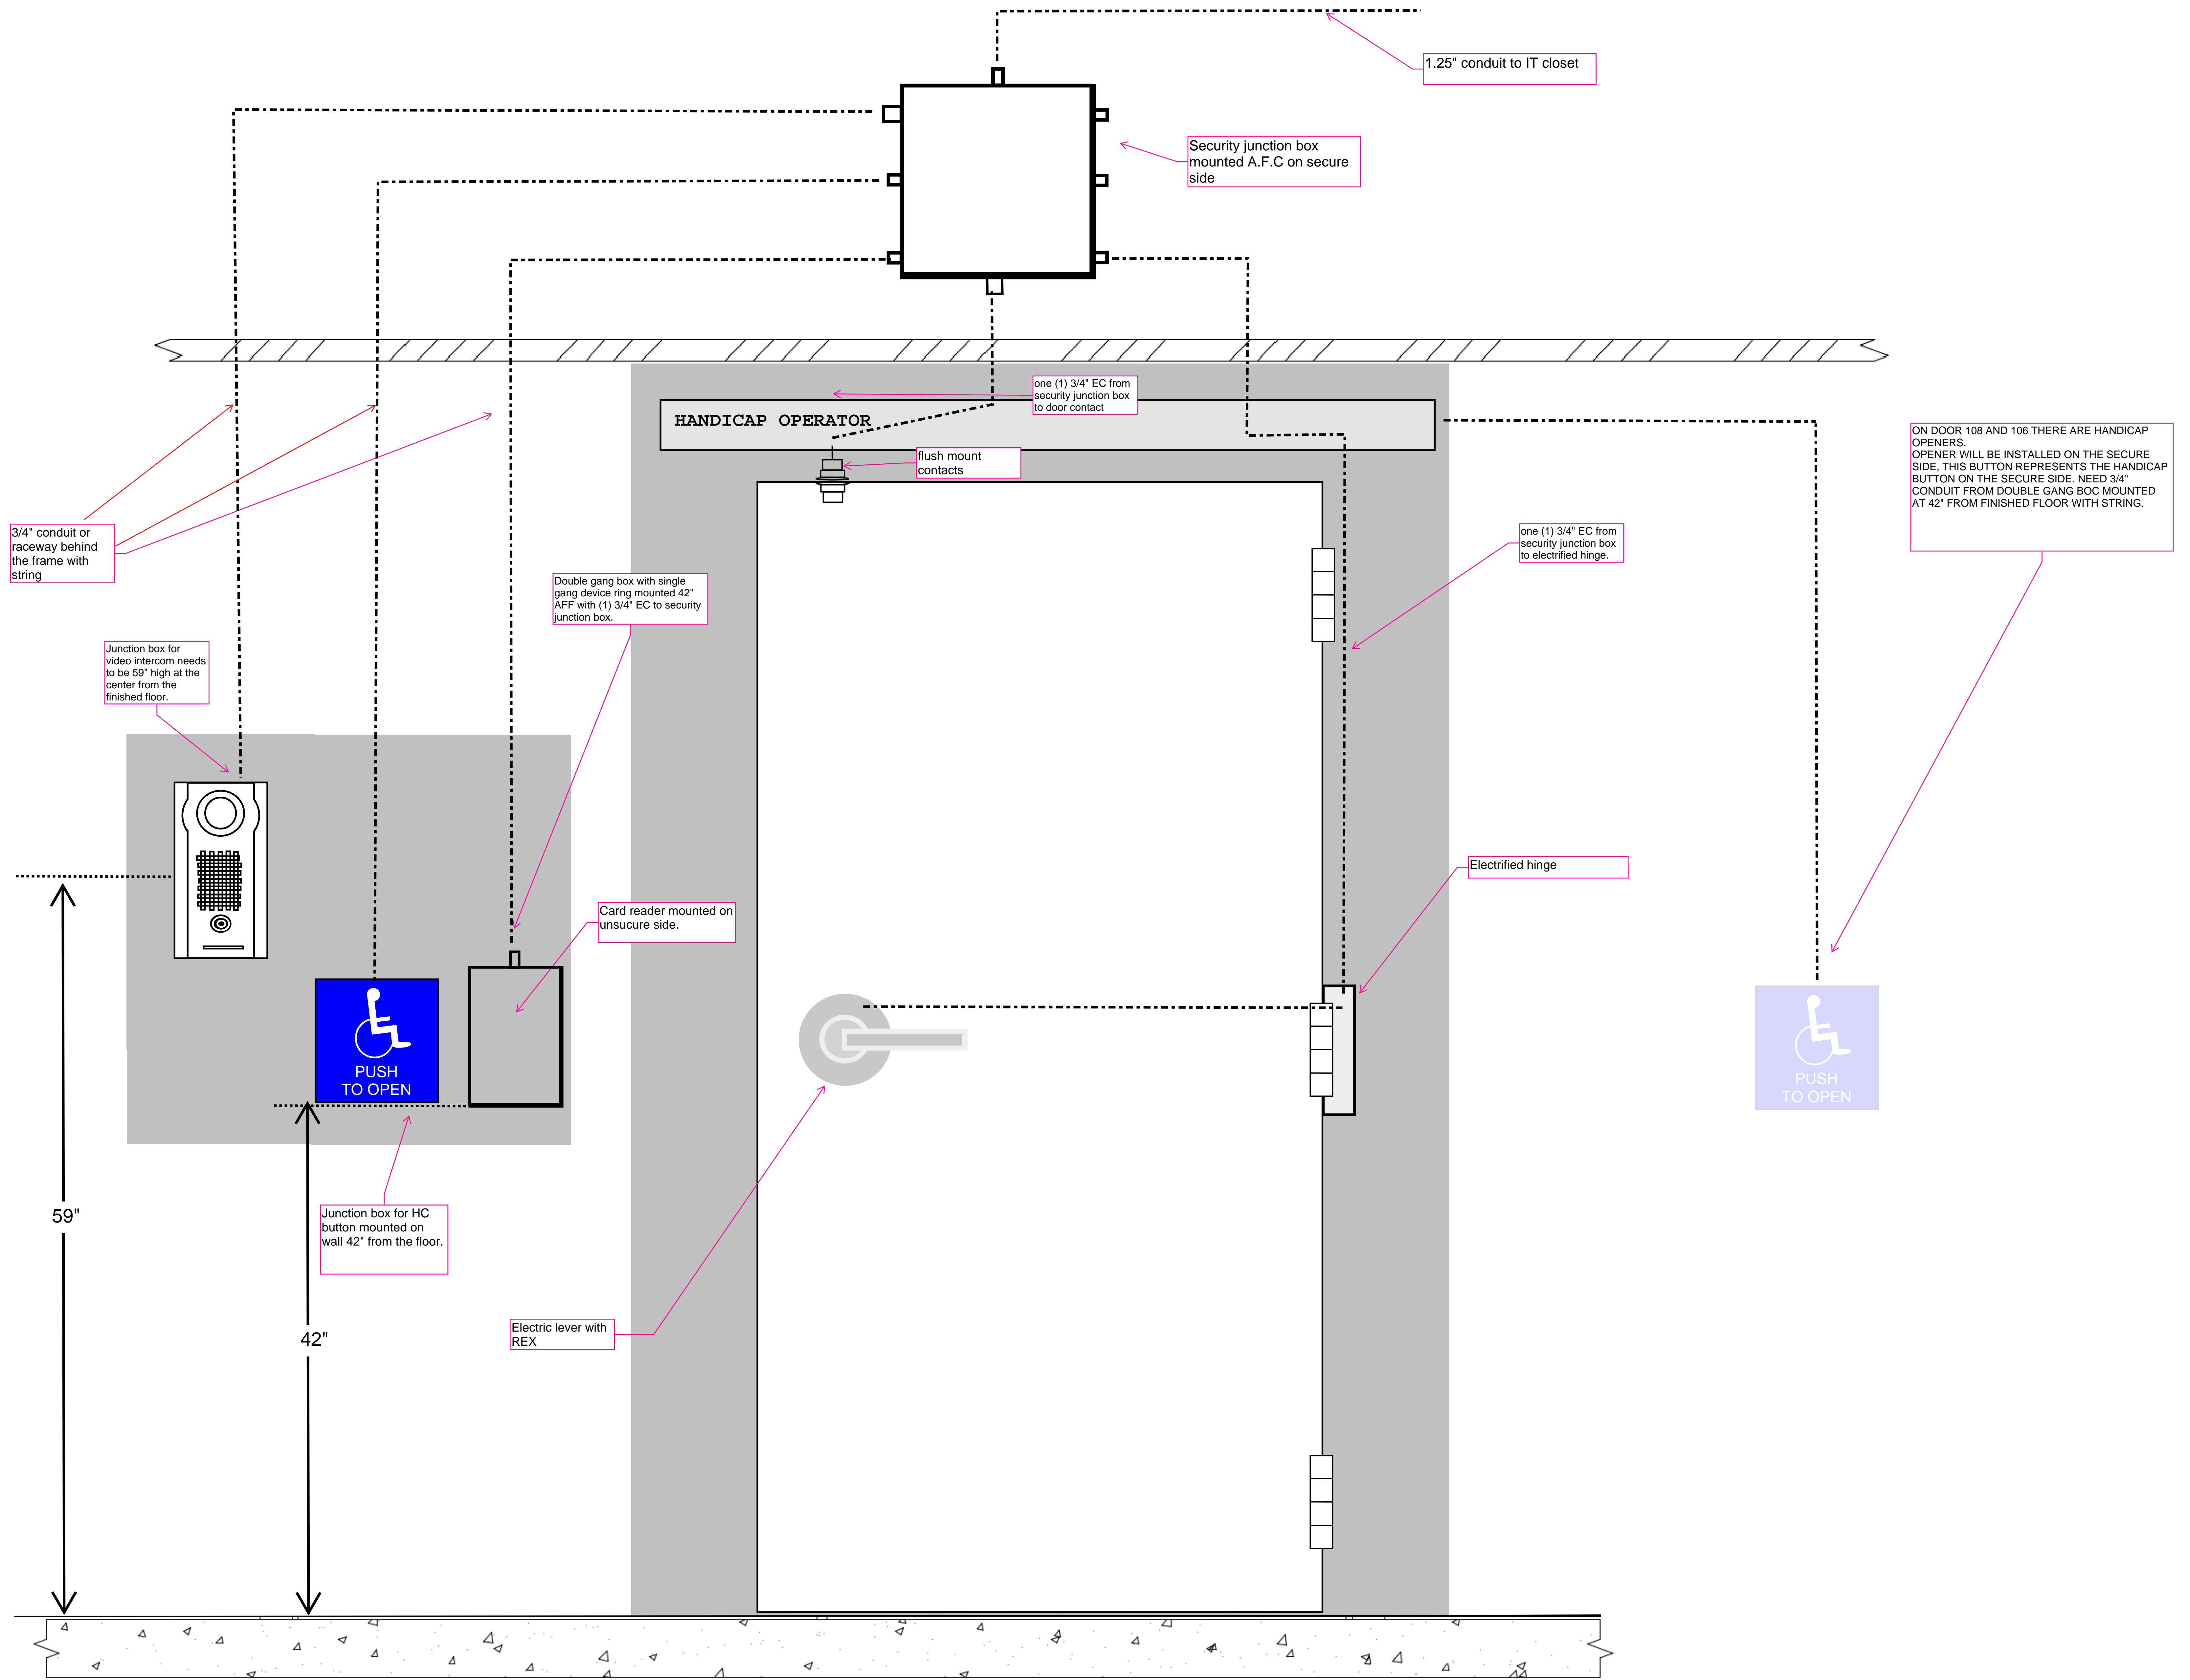 1.25" conduit to IT closet
Security junction box
mounted A.F.C on secure
side
one (1) 3/4" EC from
security junction box
to door contact
HANDICAP OPERATOR
flush mount
contacts
ON DOOR 108 AND 106 THERE ARE HANDICAP
OPENERS.
OPENER WILL BE INSTALLED ON THE SECURE
SIDE, THIS BUTTON REPRESENTS THE HANDICAP
BUTTON ON THE SECURE SIDE. NEED 3/4"
CONDUIT FROM DOUBLE GANG BOC MOUNTED
AT 42" FROM FINISHED FLOOR WITH STRING.
3/4" conduit or
raceway behind
the frame with
string
one (1) 3/4" EC from
security junction box
to electrified hinge.
Double gang box with single
gang device ring mounted 42"
AFF with (1) 3/4" EC to security
junction box.
Junction box for
video intercom needs
to be 59" high at the
center from the
finished floor.
Electrified hinge
Card reader mounted on
unsucure side.
PUSH
TO OPEN
PUSH
TO OPEN
59"
Junction box for HC
button mounted on
wall 42" from the floor.
42"
Electric lever with
REX